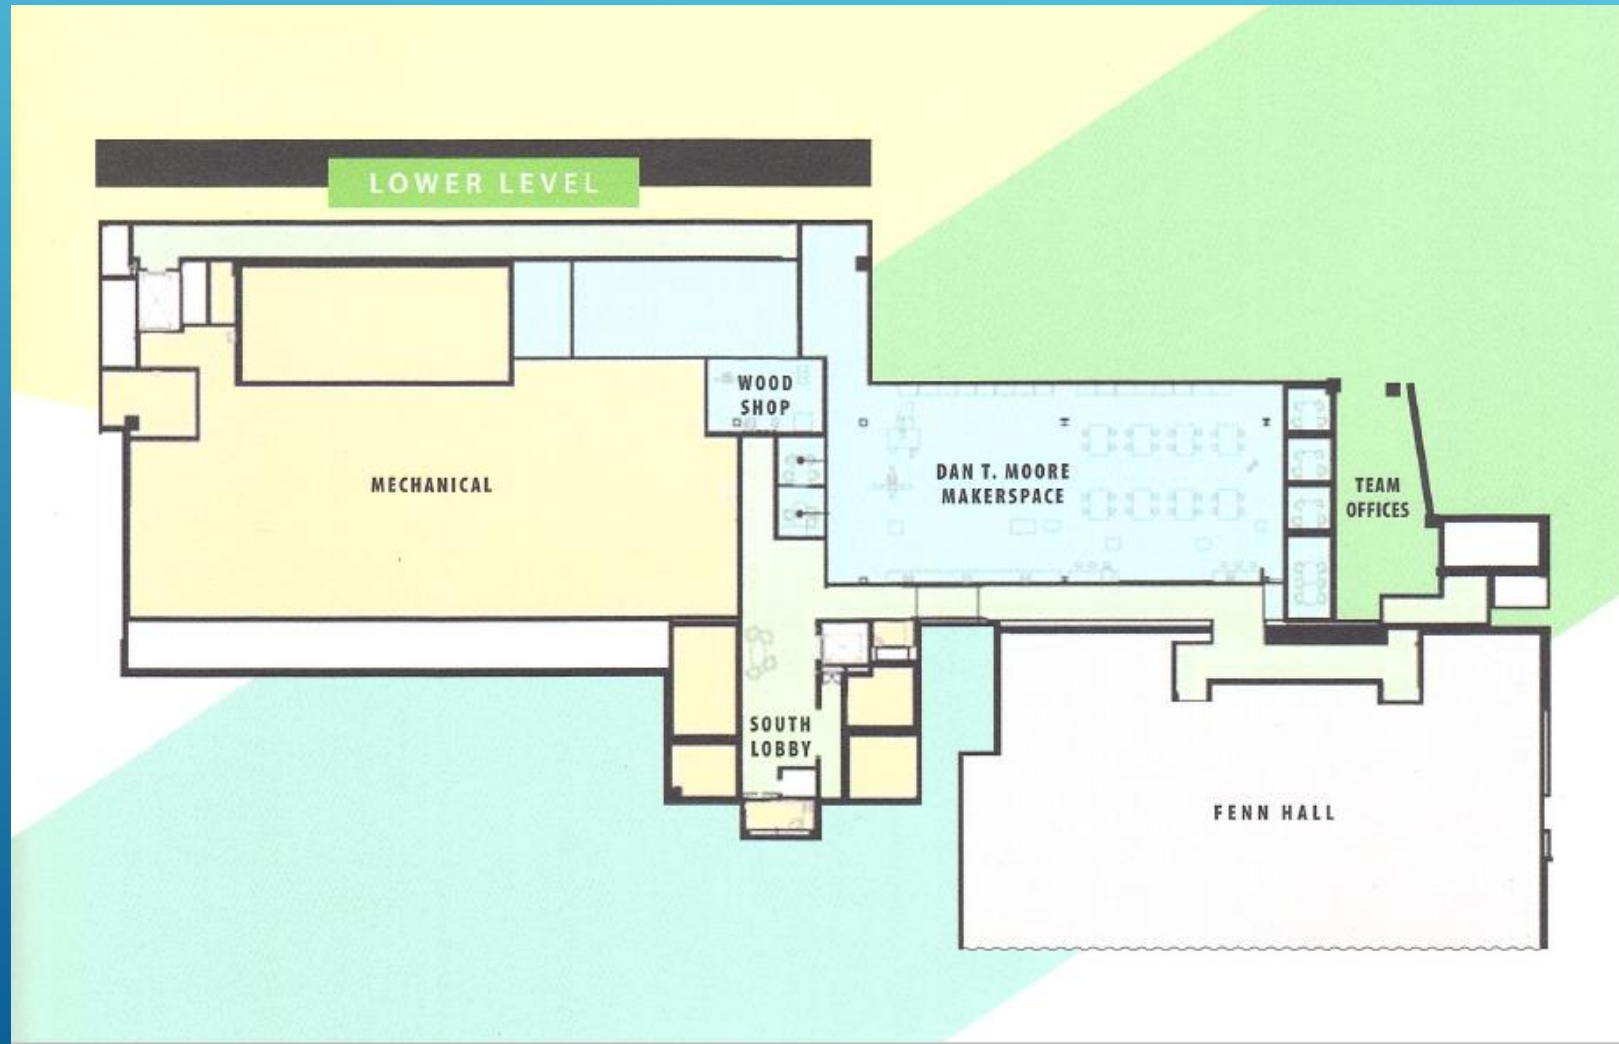 LOWER LEVEL
WOOD
SHOP
MECHANICAL
DAN T. MOORE
MAKERSPACE
TEAM
OFFICES
SOUTH
LOBBY
FENN HALL